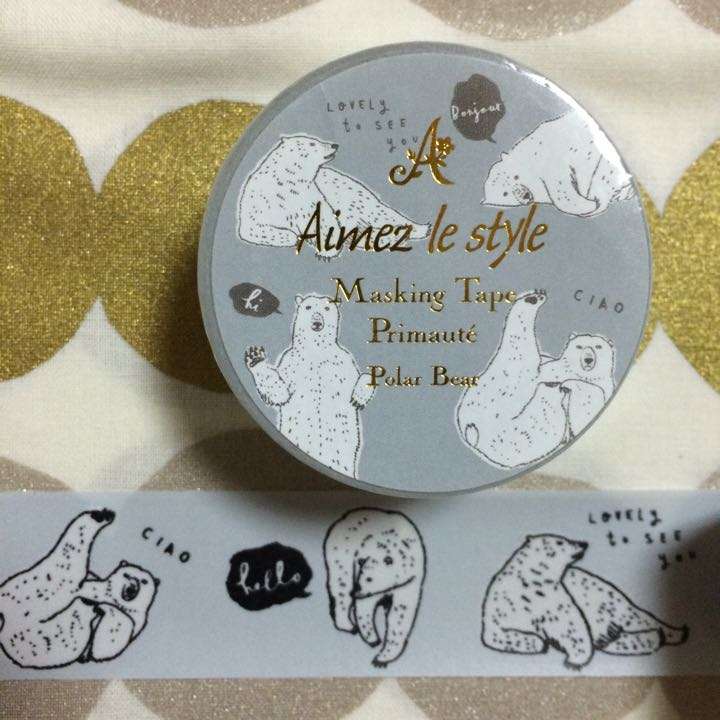 LOVELY
to SEE
you
Bonjour
A
Aimez le style
hi
Masking Tape
CIAO
Primauté
Polar Bear
CIAO
hello
LOVELY
to SEE
you